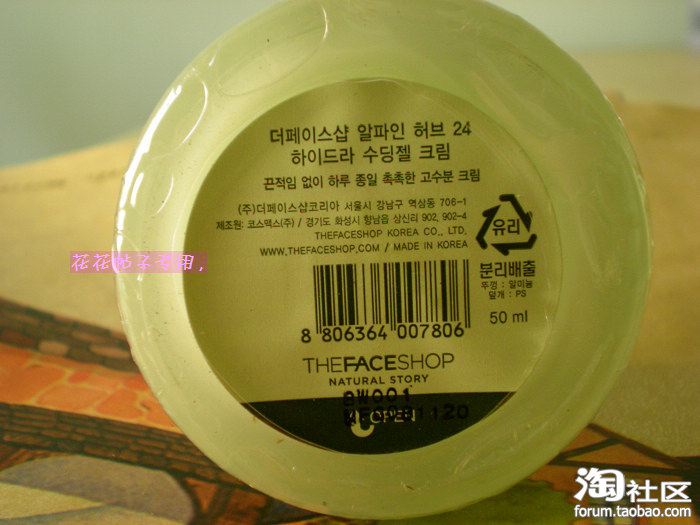 더페이스샵 알파인 허브 24
하이드라 수딩젤 크림
끈적임 없이 하루 종일 촉촉한 고수분 크림
(주)더페이스샵코리아 서울시 강남구 역삼동 706-1
제조원: 코스맥스(주) / 경기도 화성시 향남읍 상신리 902, 902-4
THEFACESHOP KOREA CO., LTD.
WWW.THEFACESHOP.COM / MADE IN KOREA
유리
분리배출
뚜껑 : 알미늄
덮개 : PS
50 ml
8 806364 007806
THEFACESHOP
NATURAL STORY
BW001
OPEN
花花帖子专用,
淘社区
forum.taobao.com